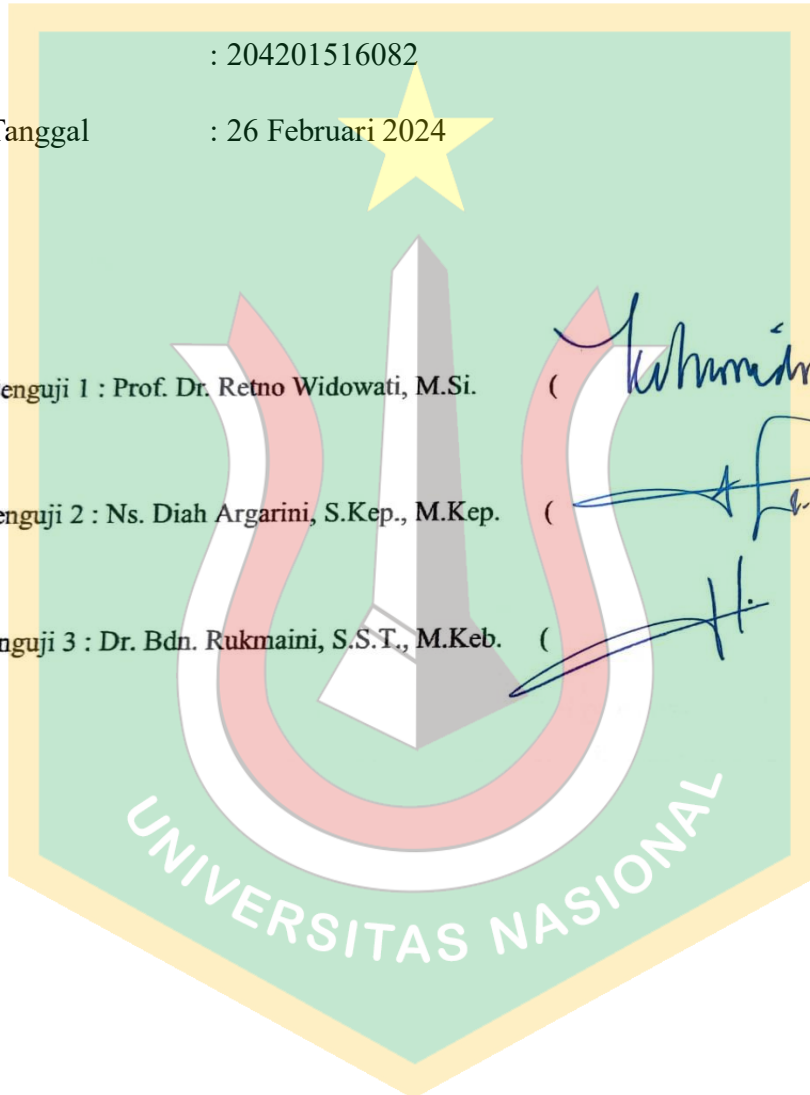 : 204201516082
Tanggal : 26 Februari 2024
enguji 1 : Prof. Dr. Retno Widowati, M.Si. (
enguji 2 : Ns. Diah Argarini, S.Kep., M.Kep. (
nguji 3 : Dr. Bdn. Rukmaini, S.S.T., M.Keb. (
UNIVERSITAS NASIONAL